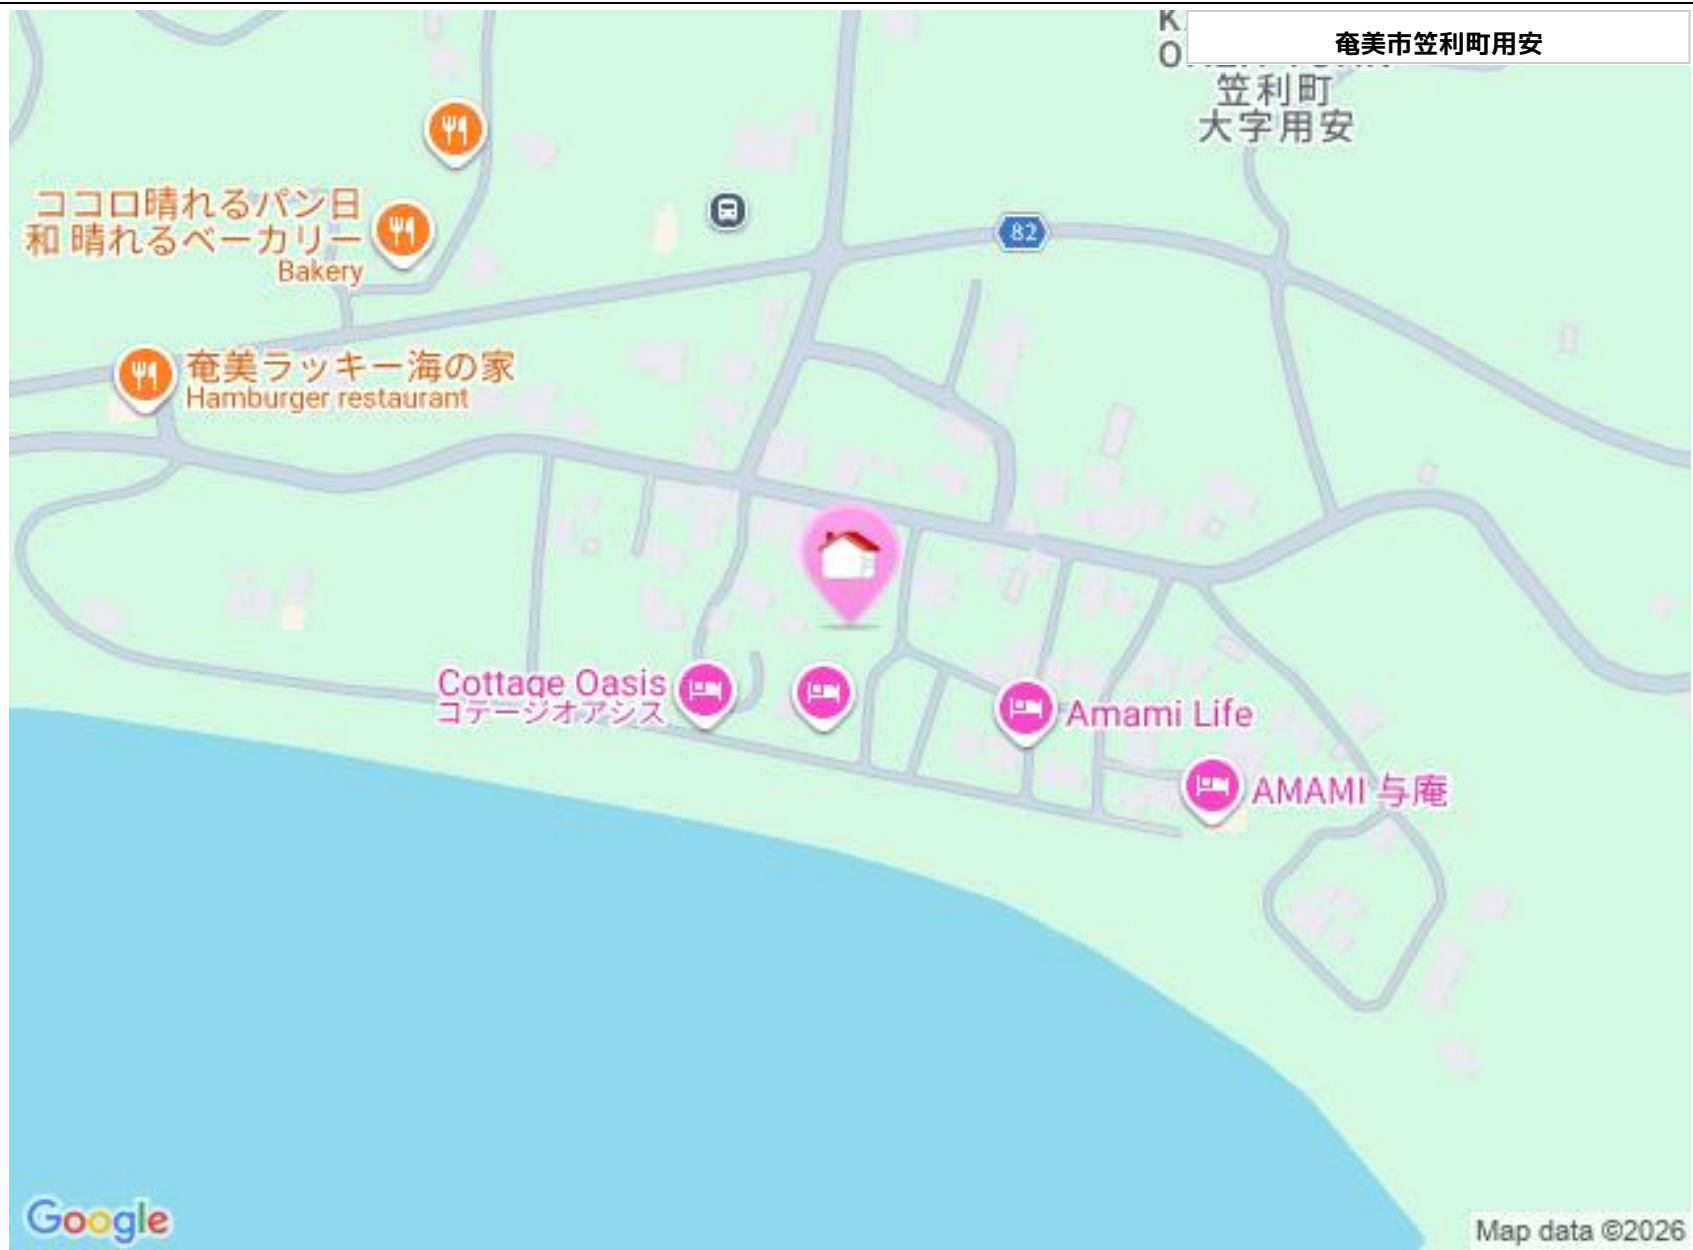 奄美市笠利町用安
笠利町
大字用安
ココロ晴れるパン日
和 晴れるベーカリー
Bakery
82
奄美ラッキー海の家
Hamburger restaurant
Cottage Oasis
コテージオアシス
Amami Life
AMAMI 与庵
Google
Map data ©2026